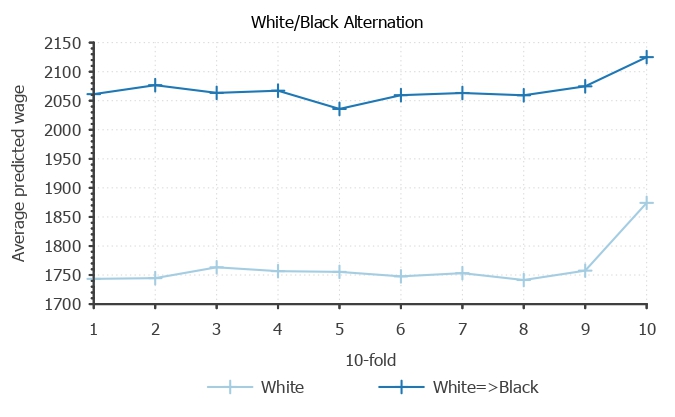 White/Black Alternation
2150
2100
2050
2000
1950
1900
1850
1800
1750
1700
Average predicted wage
1 2 3 4 5 6 7 8 9 10
10-fold
White White=>Black